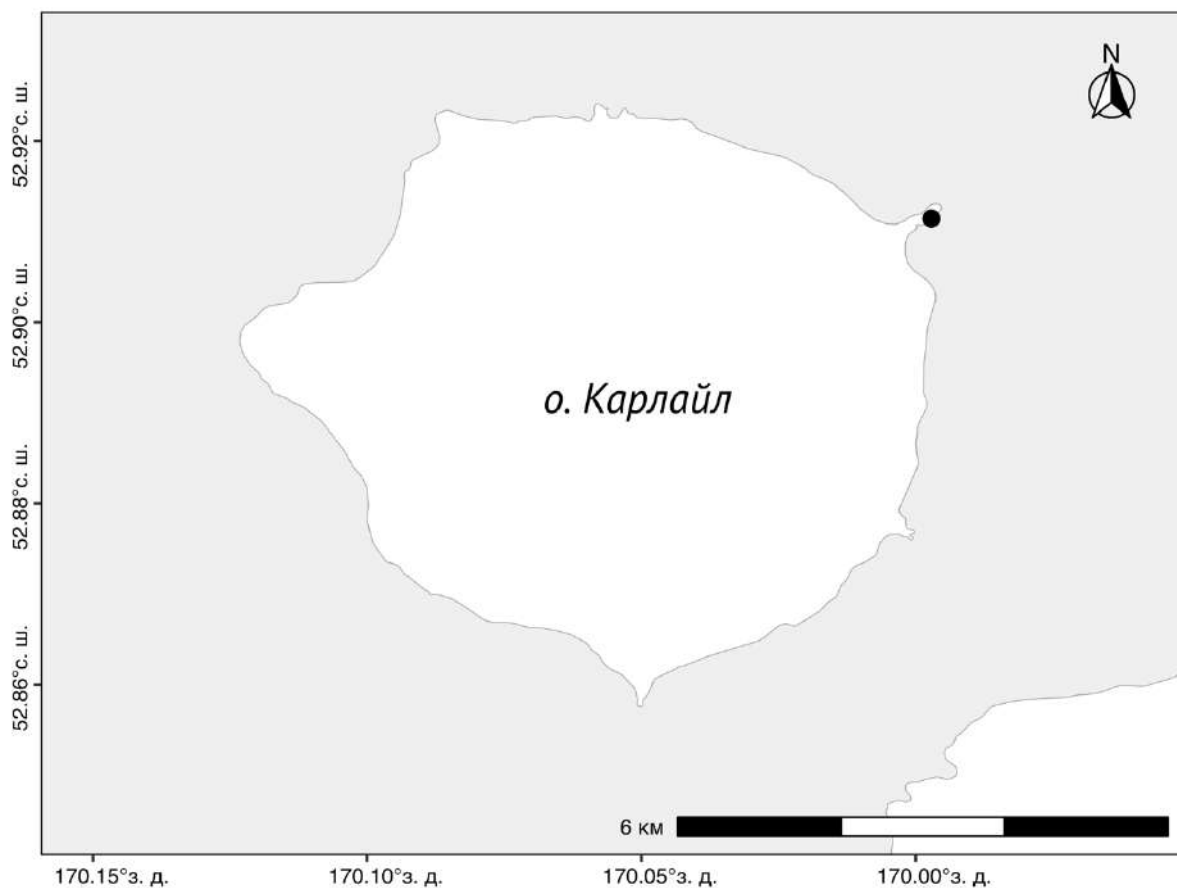 N
52.92°с. ш.
52.90°с. ш.
о. Карлайл
52.88°с. ш.
52.86°с. ш.
6 км
170.15°з. д.
170.10°з. д.
170.05°з. д.
170.00°з. д.